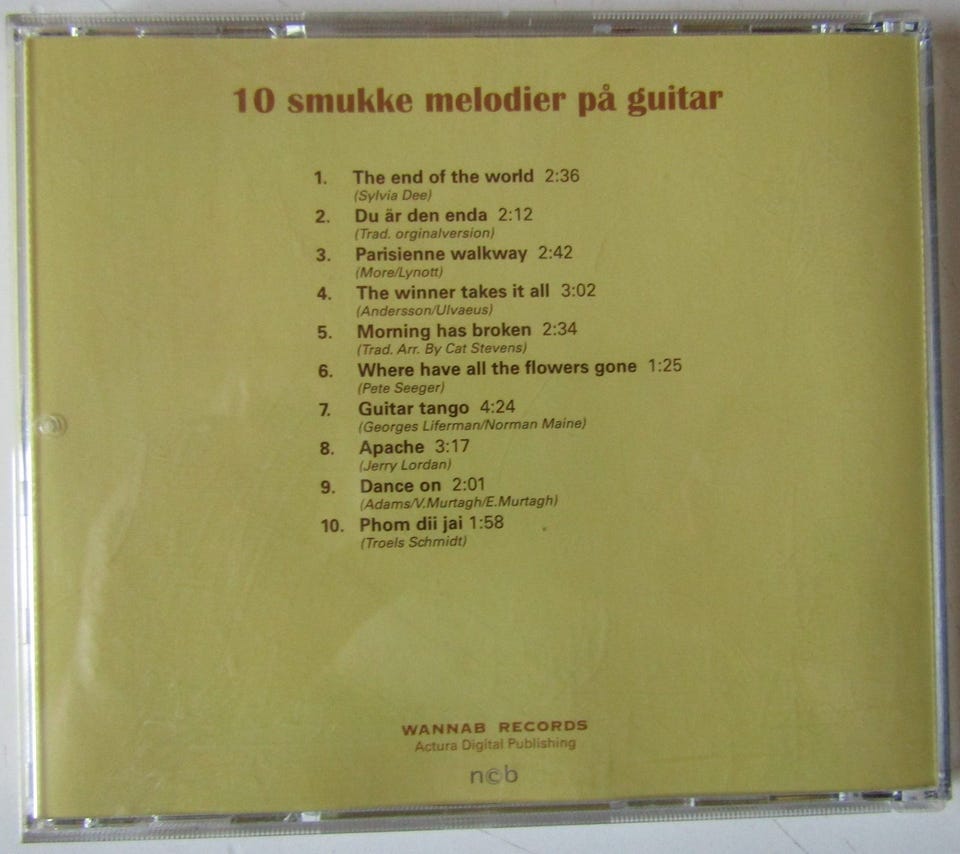 10 smukke melodier på guitar
1. The end of the world 2:36
(Sylvia Dee)
2. Du är den enda 2:12
(Trad. orginalversion)
3. Parisienne walkway 2:42
(More/Lynott)
4. The winner takes it all 3:02
(Andersson/Ulvaeus)
5. Morning has broken 2:34
(Trad. Arr. By Cat Stevens)
6. Where have all the flowers gone 1:25
(Pete Seeger)
7. Guitar tango 4:24
(Georges Liferman/Norman Maine)
8. Apache 3:17
(Jerry Lordan)
9. Dance on 2:01
(Adams/V.Murtagh/E.Murtagh)
10. Phom dii jai 1:58
(Troels Schmidt)
WANNAB RECORDS
Actura Digital Publishing
n©b